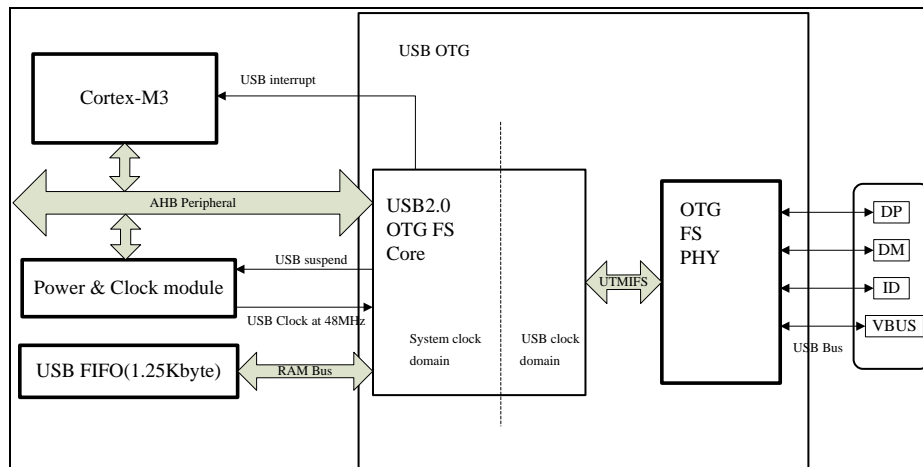 USB OTG
USB interrupt
Cortex-M3
AHB Peripheral
USB2.0
OTG FS
Core
OTG
FS
PHY
DP
DM
ID
VBUS
USB suspend
Power & Clock module
UTMIFS
USB Clock at 48MHz
System clock
domain
USB clock
domain
USB Bus
USB FIFO(1.25Kbyte)
RAM Bus